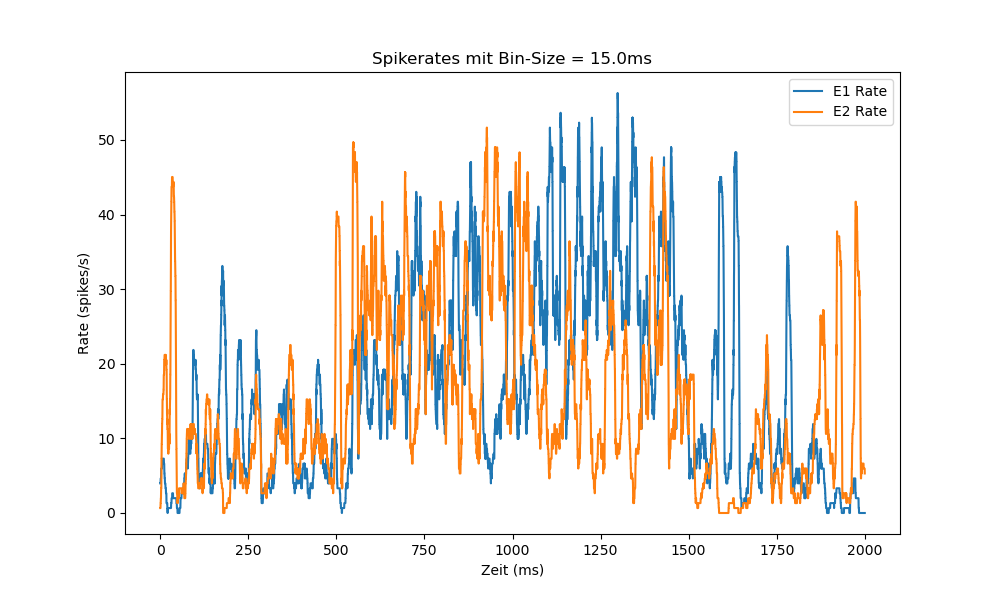 Spikerates mit Bin-Size = 15.0ms
E1 Rate
E2 Rate
Rate (spikes/s)
50
40
30
20
10
0
0 250 500 750 1000 1250 1500 1750 2000
Zeit (ms)